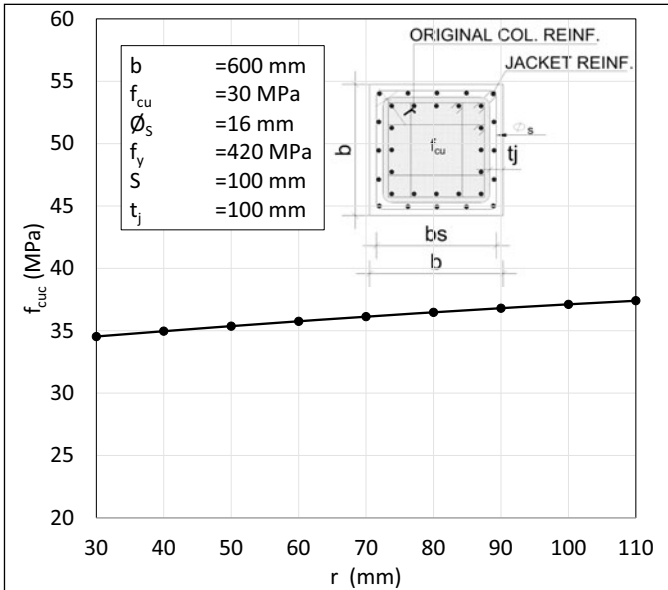 ORIGINAL COL. REINF.
JACKET REINF.
b =600 mm
f_cu =30 MPa
Ø_S =16 mm
f_y =420 MPa
S =100 mm
t_j =100 mm
r
Ø_s
f_cu
b
tj
bs
b
60
55
50
45
40
35
30
25
20
f_cuc (MPa)
30 40 50 60 70 80 90 100 110
r (mm)